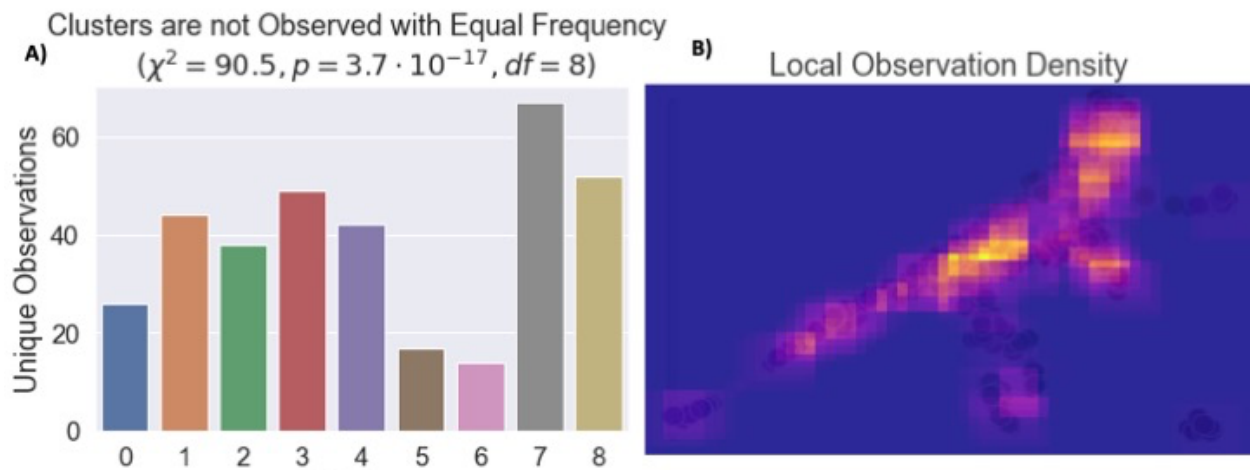 Clusters are not Observed with Equal Frequency
A)
(χ² = 90.5, p = 3.7 · 10⁻¹⁷, df = 8)
Unique Observations
60
40
20
0
0 1 2 3 4 5 6 7 8
B)
Local Observation Density